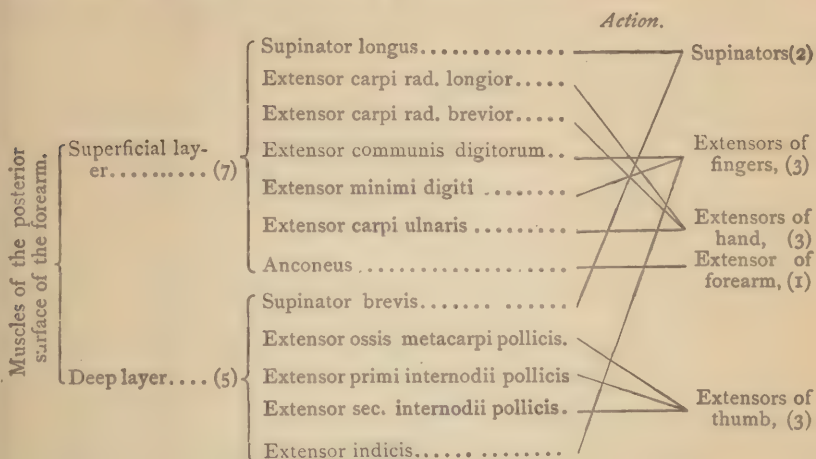 Action.
Supinator longus.............. Supinators(2)
Extensor carpi rad. longior.....
Extensor carpi rad. brevior.....
Muscles of the posterior
surface of the forearm.
Superficial lay-
er.......... (7)
Extensor communis digitorum..
Extensors of
fingers, (3)
Extensor minimi digiti ........
Extensor carpi ulnaris ........
Extensors of
hand, (3)
Anconeus ....................
Extensor of
forearm, (1)
Supinator brevis....... ......
Extensor ossis metacarpi pollicis.
Deep layer.... (5)
Extensor primi internodii pollicis
Extensor sec. internodii pollicis.
Extensors of
thumb, (3)
Extensor indicis...... .........